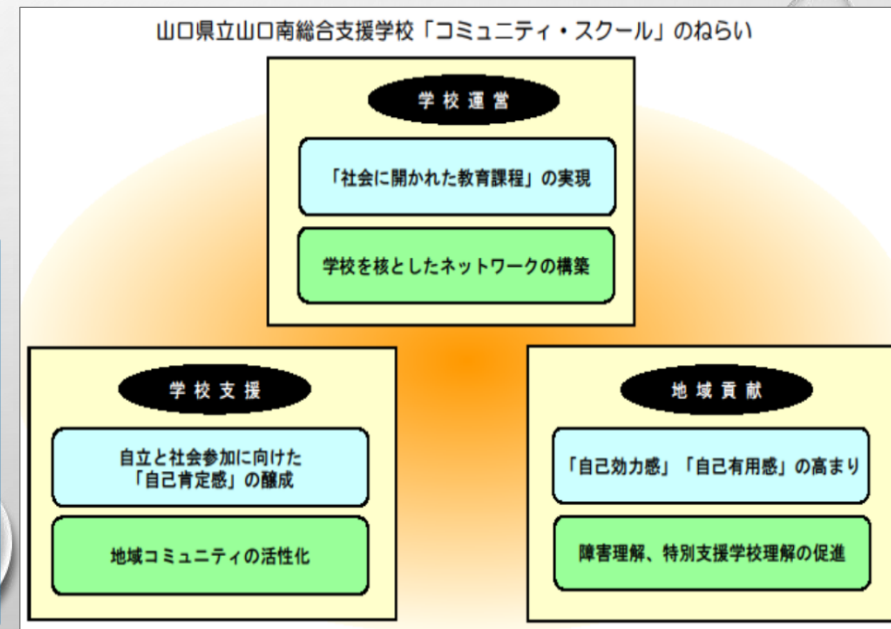 山口県立山口南総合支援学校「コミュニティ・スクール」のねらい
学校運営
「社会に開かれた教育課程」の実現
学校を核としたネットワークの構築
学校支援
自立と社会参加に向けた
「自己肯定感」の醸成
地域コミュニティの活性化
地域貢献
「自己効力感」「自己有用感」の高まり
障害理解、特別支援学校理解の促進